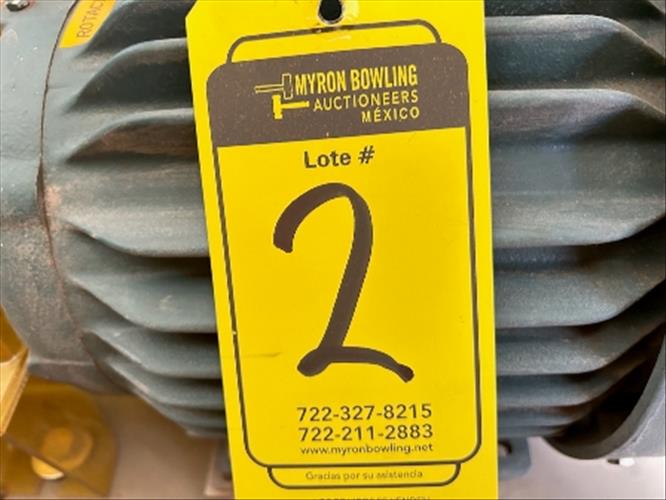 ROTAC
MYRON BOWLING
AUCTIONEERS
MÉXICO
Lote #
2
722-327-8215
722-211-2883
www.myronbowling.net
Gracias por su asistencia